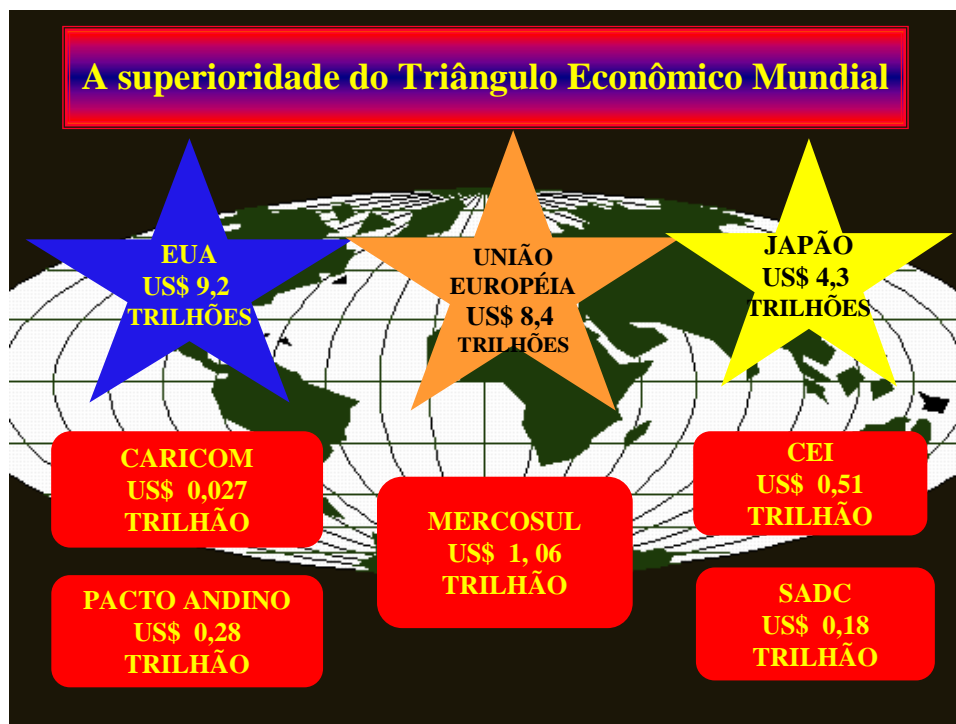 A superioridade do Triângulo Econômico Mundial
EUA
US$ 9,2
TRILHÕES
UNIÃO
EUROPÉIA
US$ 8,4
TRILHÕES
JAPÃO
US$ 4,3
TRILHÕES
CARICOM
US$ 0,027
TRILHÃO
MERCOSUL
US$ 1, 06
TRILHÃO
CEI
US$ 0,51
TRILHÃO
PACTO ANDINO
US$ 0,28
TRILHÃO
SADC
US$ 0,18
TRILHÃO